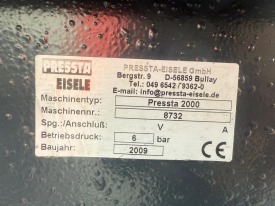 PRESSTA
EISELE
PRESSTA-EISELE GmbH
Bergstr. 9 D-56859 Bullay
Tel.: 049 6542 / 9362-0
E-mail: info@pressta-eisele.de
Maschinentyp: Pressta 2000
Maschinennr.: 8732
Spg./Anschluß/: V A
Betriebsdruck: 6 bar
Baujahr: 2009 CE